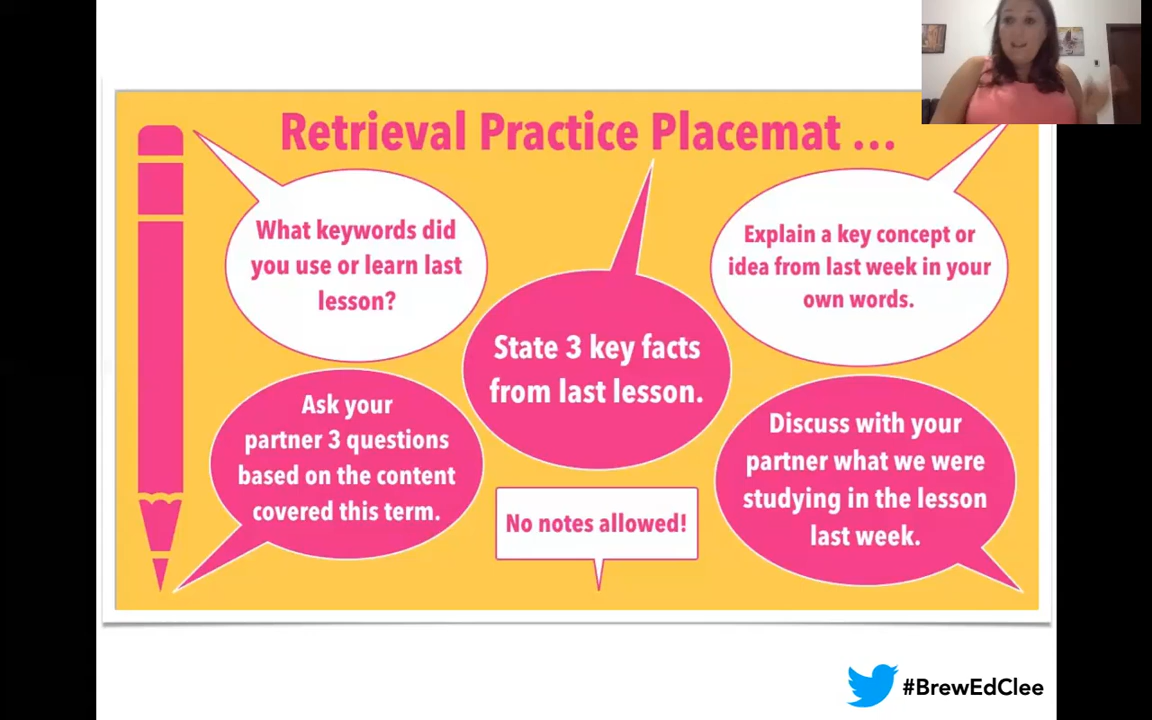 Retrieval Practice Placemat ...
What keywords did
you use or learn last
lesson?
State 3 key facts
from last lesson.
Explain a key concept or
idea from last week in your
own words.
Ask your
partner 3 questions
based on the content
covered this term.
No notes allowed!
Discuss with your
partner what we were
studying in the lesson
last week.
#BrewEdClee